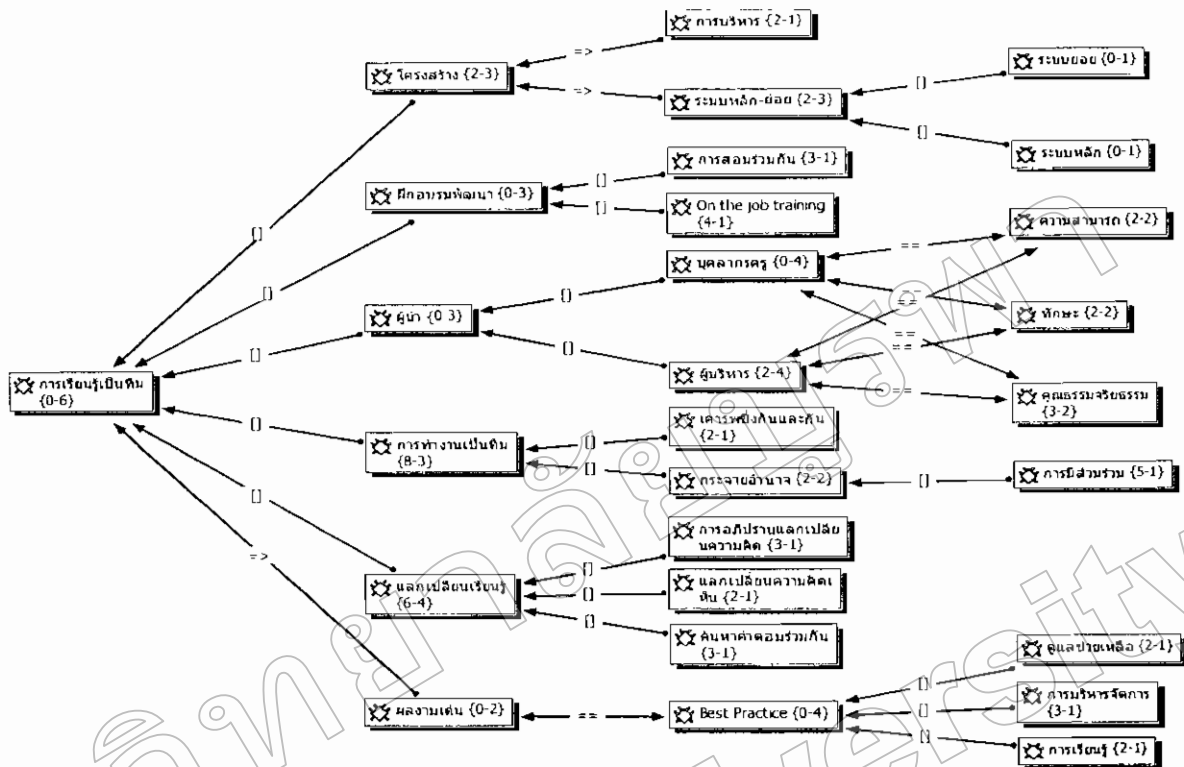 การบริหาร {2-1}
=>
โครงสร้าง {2-3}
=>
ระบบหลัก-ย่อย {2-3}
[]
ระบบย่อย {0-1}
[]
ระบบหลัก {0-1}
[]
ฝึกอบรมพัฒนา {0-3}
[]
การสอนร่วมกัน {3-1}
[]
On the job training
{4-1}
[]
ผู้นำ {0-3}
[]
บุคลากรครู {0-4}
==
ความสามารถ {2-2}
==
ทักษะ {2-2}
==
คุณธรรมจริยธรรม
{3-2}
[]
ผู้บริหาร {2-4}
==
==
==
[]
การเรียนรู้เป็นทีม
{0-6}
[]
การทำงานเป็นทีม
{8-3}
[]
เคารพซึ่งกันและกัน
{2-1}
[]
กระจายอำนาจ {2-2}
[]
การมีส่วนร่วม {5-1}
[]
แลกเปลี่ยนเรียนรู้
{6-4}
[]
การอภิปรายแลกเปลี่ย
นความคิด {3-1}
[]
แลกเปลี่ยนความคิดเ
ห็น {2-1}
[]
ค้นหาคำตอบร่วมกัน
{3-1}
[]
=>
ผลงานเด่น {0-2}
==
Best Practice {0-4}
[]
ดูแลช่วยเหลือ {2-1}
[]
การบริหารจัดการ
{3-1}
[]
การเรียนรู้ {2-1}